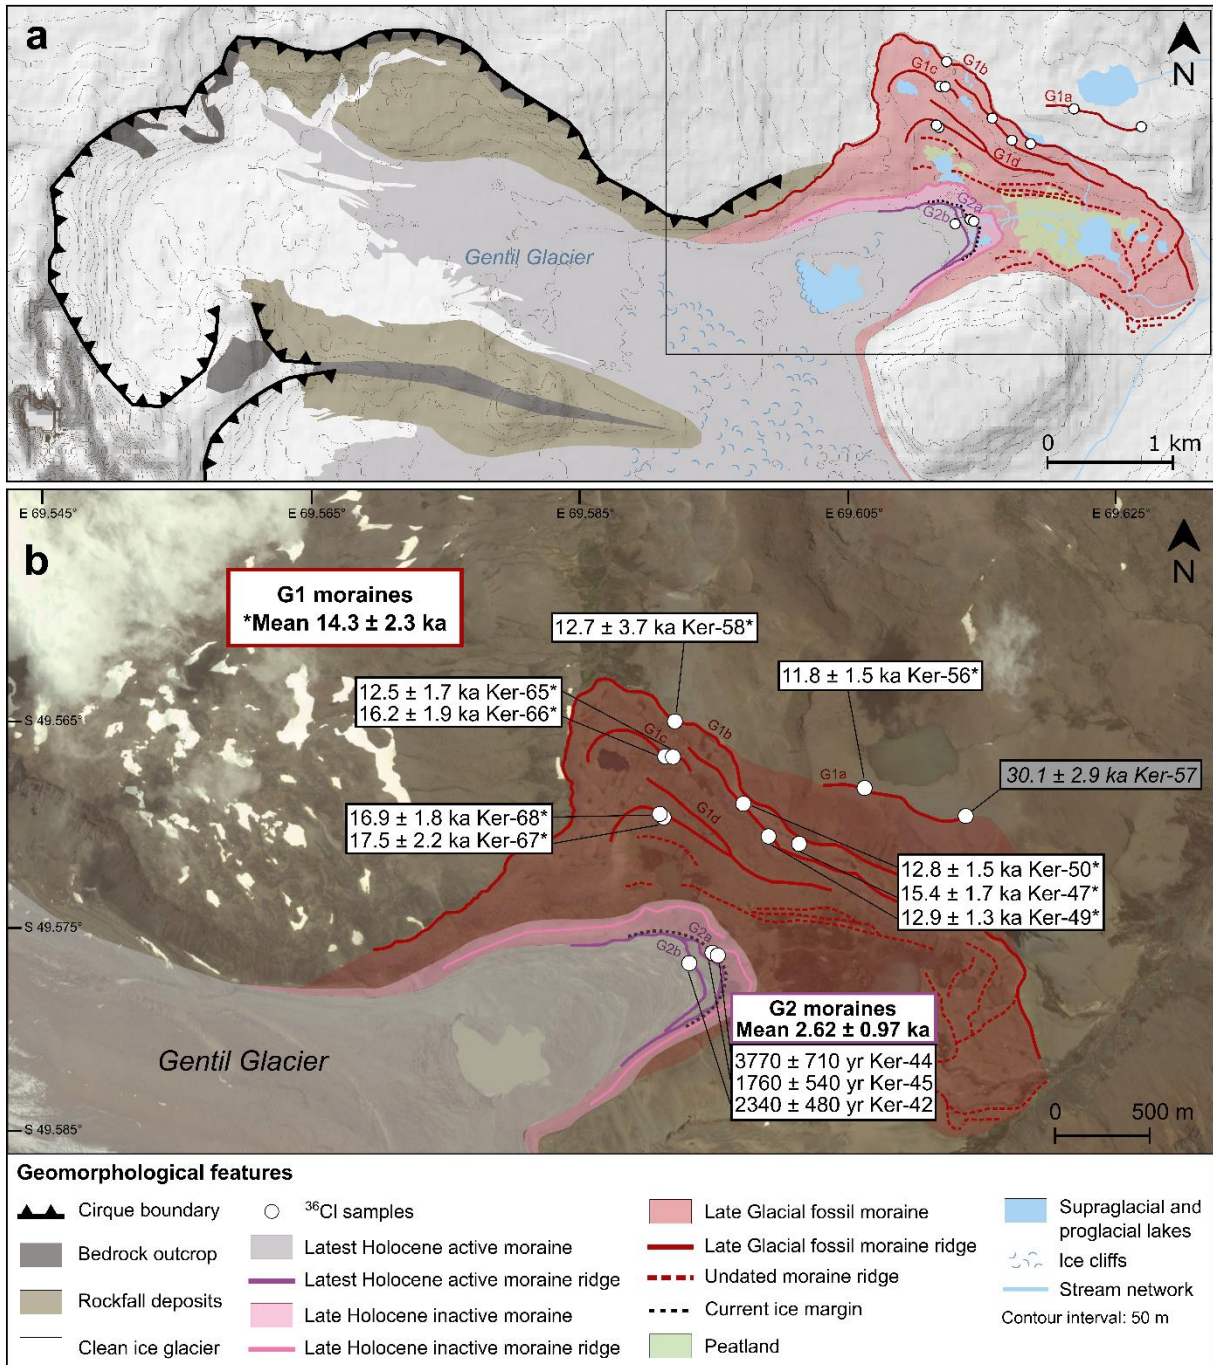 a
N
G1b
G1c
G1a
G1d
G2a
G2b
Gentil Glacier
0 1 km
E 69.545° E 69.565° E 69.585° E 69.605° E 69.625°
b
N
G1 moraines
*Mean 14.3 ± 2.3 ka
12.7 ± 3.7 ka Ker-58*
11.8 ± 1.5 ka Ker-56*
12.5 ± 1.7 ka Ker-65*
16.2 ± 1.9 ka Ker-66*
S 49.565°
G1c
G1b
G1a
30.1 ± 2.9 ka Ker-57
G1d
16.9 ± 1.8 ka Ker-68*
17.5 ± 2.2 ka Ker-67*
12.8 ± 1.5 ka Ker-50*
15.4 ± 1.7 ka Ker-47*
12.9 ± 1.3 ka Ker-49*
S 49.575°
G2a
G2b
G2 moraines
Mean 2.62 ± 0.97 ka
3770 ± 710 yr Ker-44
1760 ± 540 yr Ker-45
2340 ± 480 yr Ker-42
Gentil Glacier
0 500 m
S 49.585°
Geomorphological features
Cirque boundary
Bedrock outcrop
Rockfall deposits
Clean ice glacier
³⁶Cl samples
Latest Holocene active moraine
Latest Holocene active moraine ridge
Late Holocene inactive moraine
Late Holocene inactive moraine ridge
Late Glacial fossil moraine
Late Glacial fossil moraine ridge
Undated moraine ridge
Current ice margin
Peatland
Supraglacial and
proglacial lakes
Ice cliffs
Stream network
Contour interval: 50 m